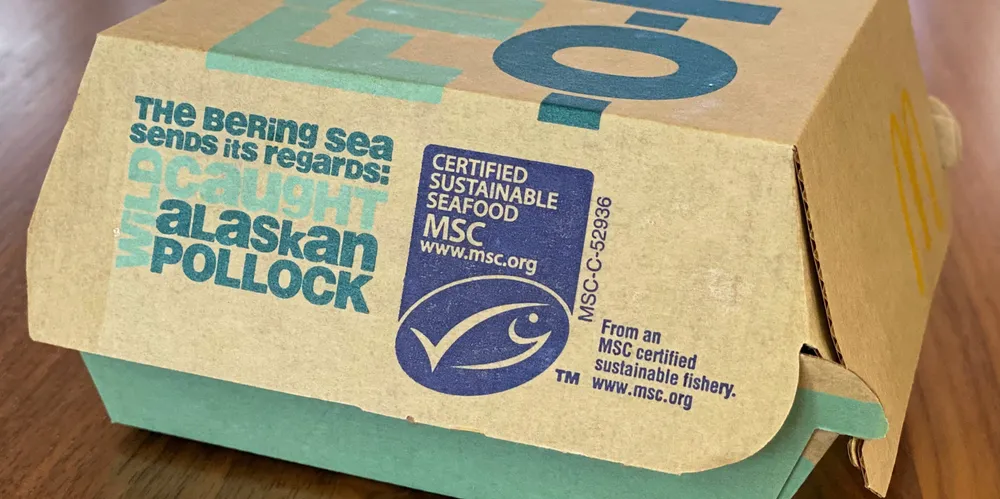 THE BERING SEA
SENDS ITS REGARDS:
WILD CAUGHT
ALASKAN
POLLOCK
CERTIFIED
SUSTAINABLE
SEAFOOD
MSC
www.msc.org
MSC-C-52936
TM
From an
MSC certified
sustainable fishery.
www.msc.org